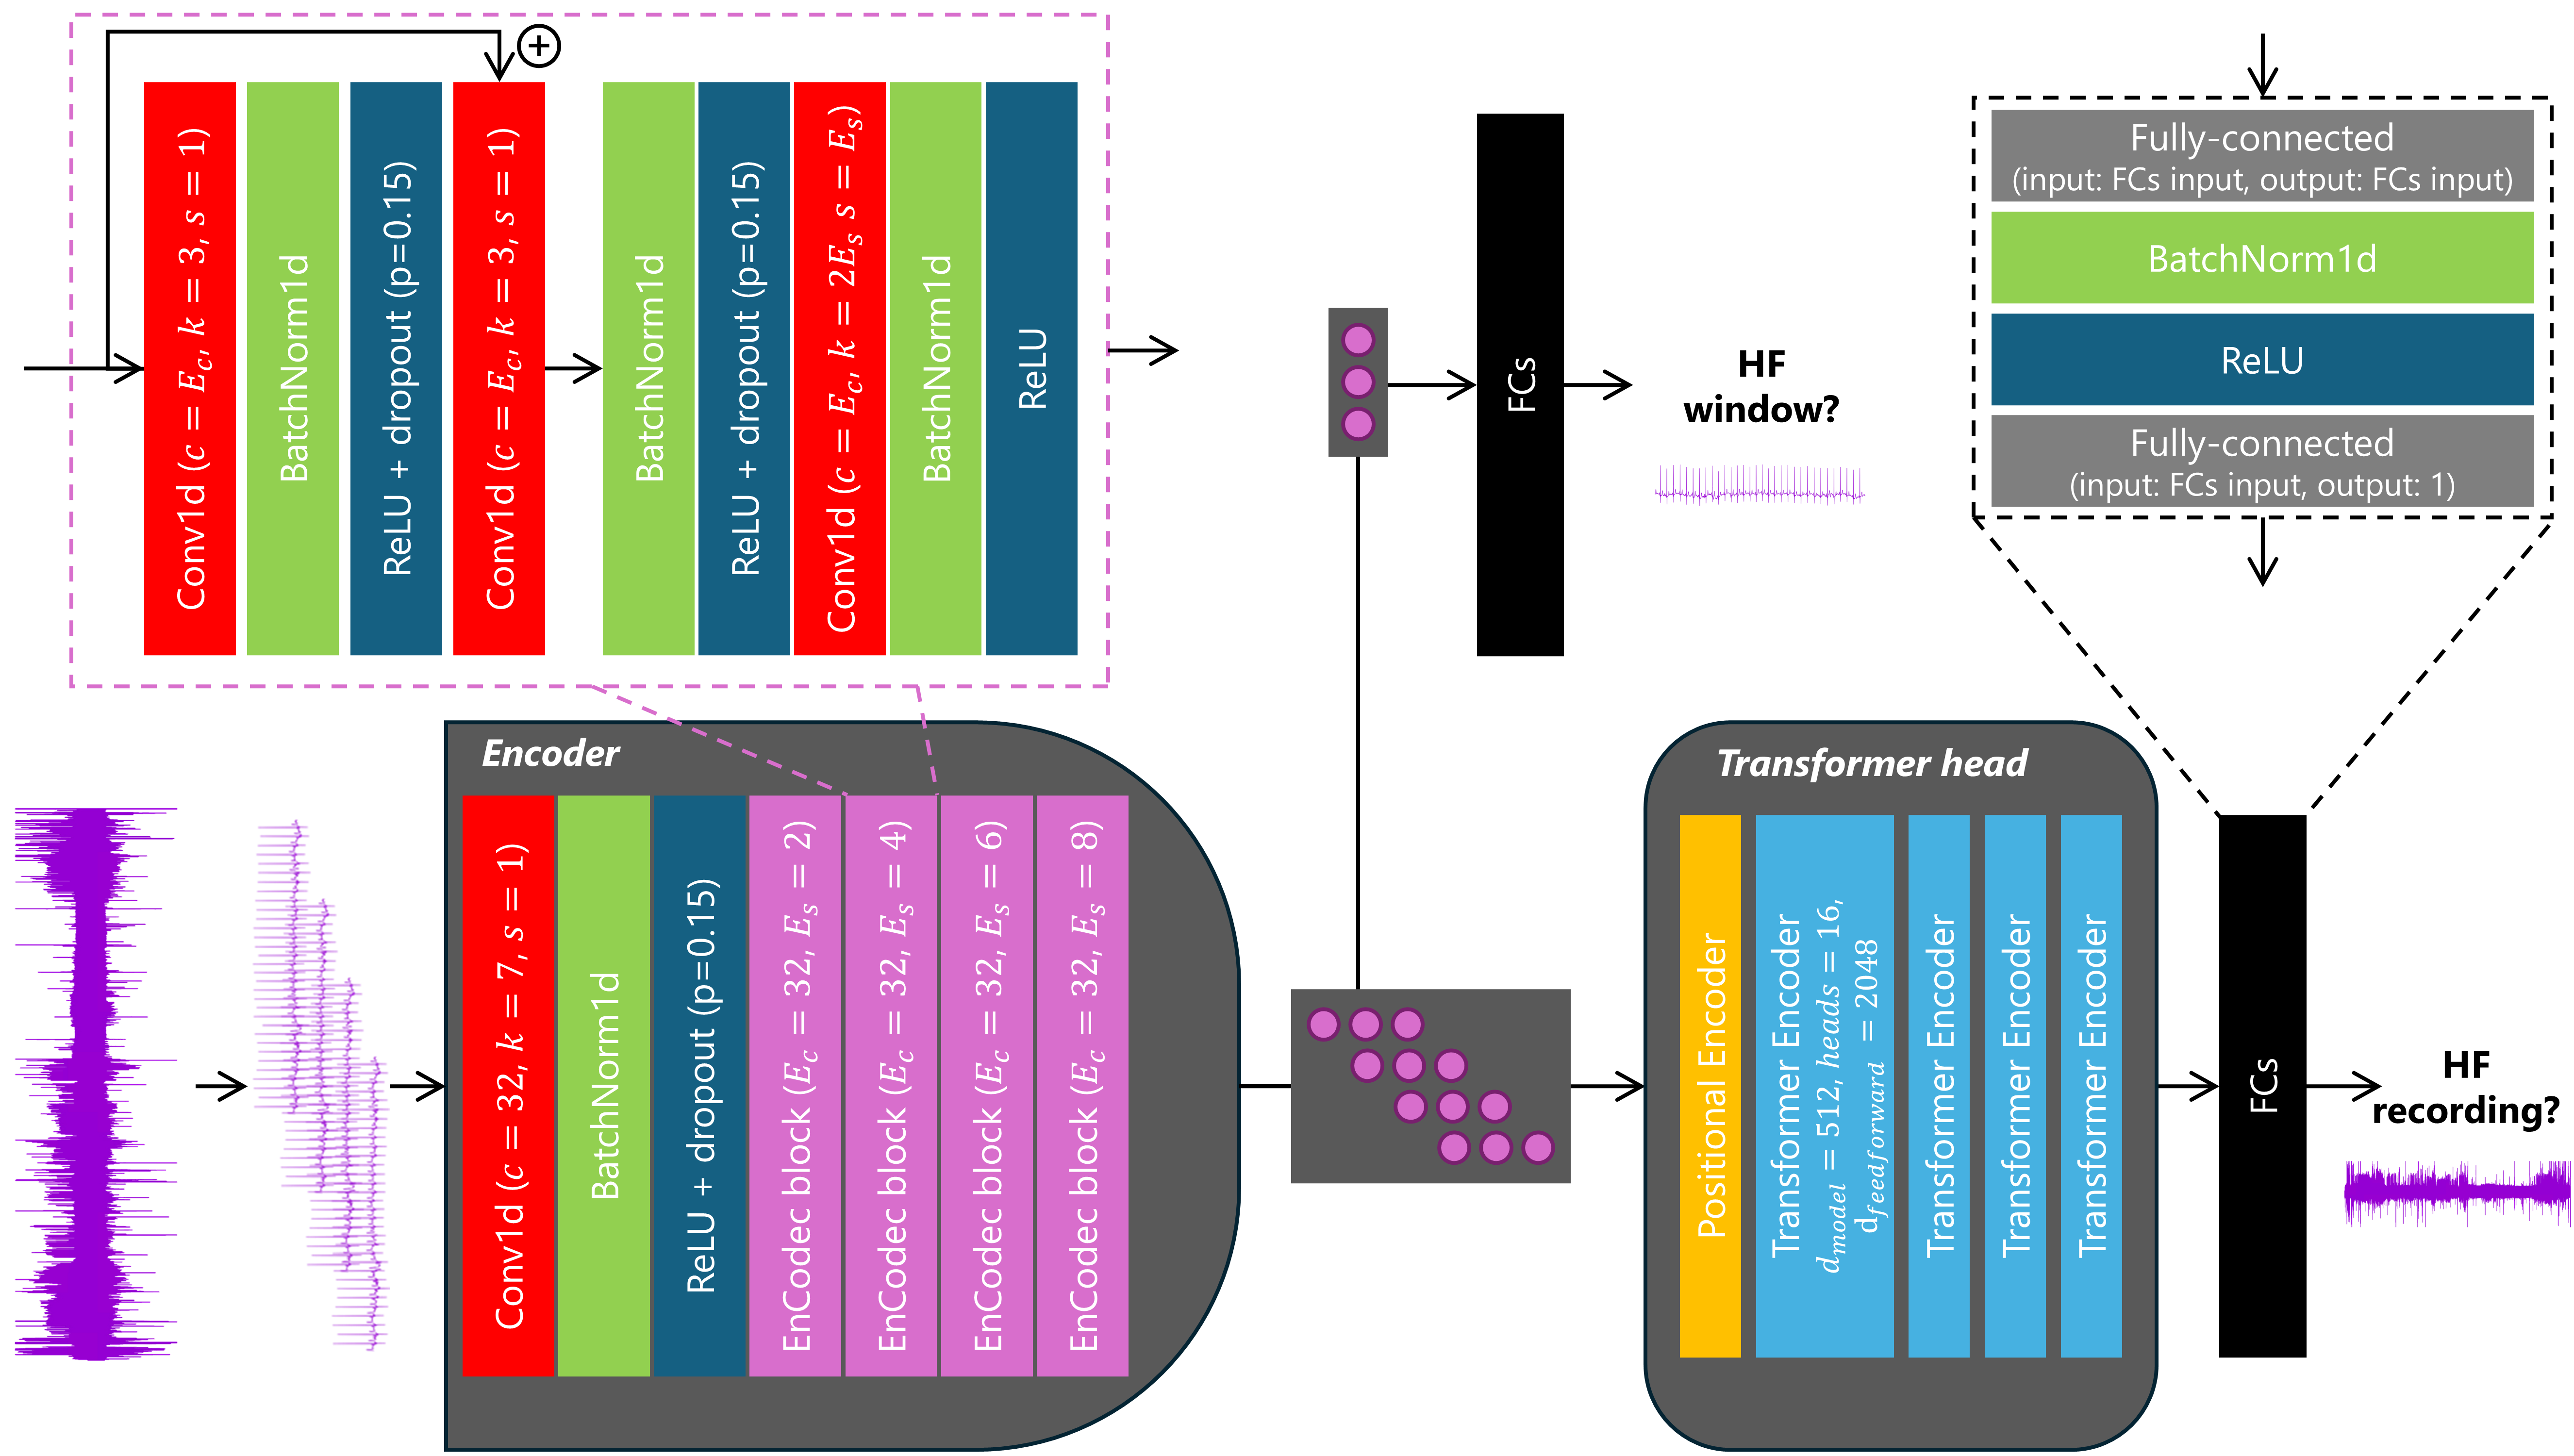 +
Conv1d (c = E_c, k = 3, s = 1)
BatchNorm1d
ReLU + dropout (p=0.15)
Conv1d (c = E_c, k = 3, s = 1)
BatchNorm1d
ReLU + dropout (p=0.15)
Conv1d (c = E_c, k = 2E_s s = E_s)
BatchNorm1d
ReLU
FCs
HF
window?
Fully-connected
(input: FCs input, output: FCs input)
BatchNorm1d
ReLU
Fully-connected
(input: FCs input, output: 1)
Encoder
Conv1d (c = 32, k = 7, s = 1)
BatchNorm1d
ReLU + dropout (p=0.15)
EnCodec block (E_c = 32, E_s = 2)
EnCodec block (E_c = 32, E_s = 4)
EnCodec block (E_c = 32, E_s = 6)
EnCodec block (E_c = 32, E_s = 8)
Transformer head
Positional Encoder
Transformer Encoder
d_model = 512, heads = 16,
d_feedforward = 2048
Transformer Encoder
Transformer Encoder
Transformer Encoder
FCs
HF
recording?